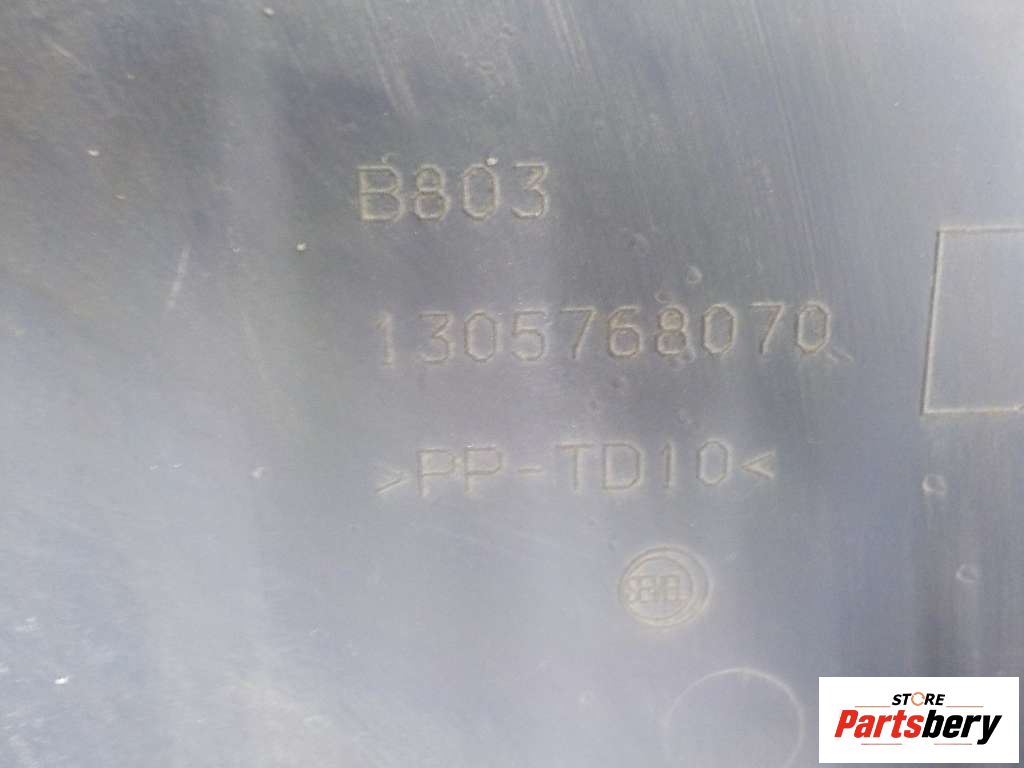 B803
1305768070
>PP-TD10<
STORE
Partsbery